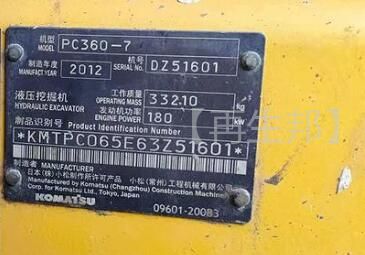 机型 MODEL PC360-7 机号 SERIAL No. DZ51601
制造年度 MANUFACT YEAR 2012
液压挖掘机 HYDRAULIC EXCAVATOR 工作质量 OPERATING MASS 33210 kg
制品识别号 发动机功率 ENGINE POWER 180 kW
Product Identification Number
*KMTPC065E63Z51601*
制造者 MANUFACTURER
日本(株)小松制作所许可产品 小松(常州)工程机械有限公司
Manufactured by Komatsu (Changzhou) Construction Machinery
Corp. for Komatsu Ltd., Tokyo, Japan
KOMATSU 09601-200B3
【再生邦】